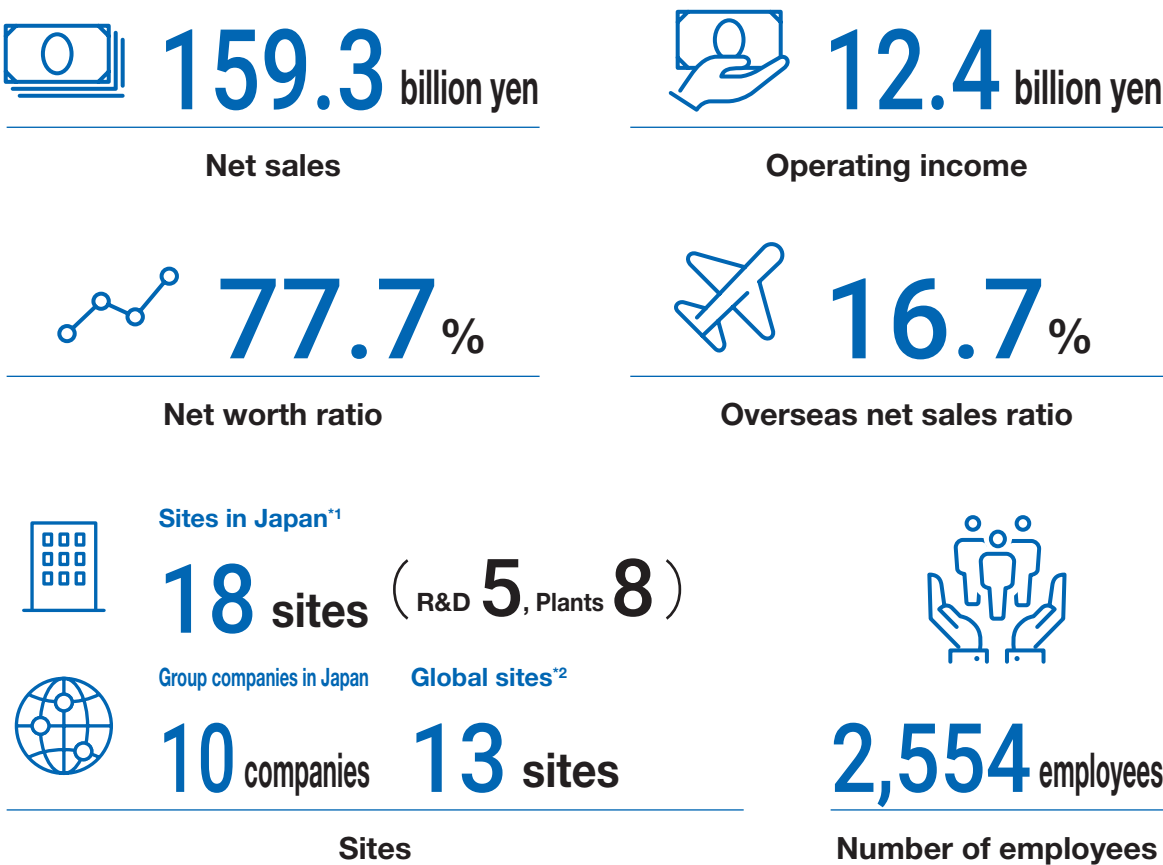 159.3 billion yen
Net sales
12.4 billion yen
Operating income
77.7%
Net worth ratio
16.7%
Overseas net sales ratio
Sites in Japan*1
18 sites (R&D 5, Plants 8)
Group companies in Japan
10 companies
Global sites*2
13 sites
Sites
2,554 employees
Number of employees